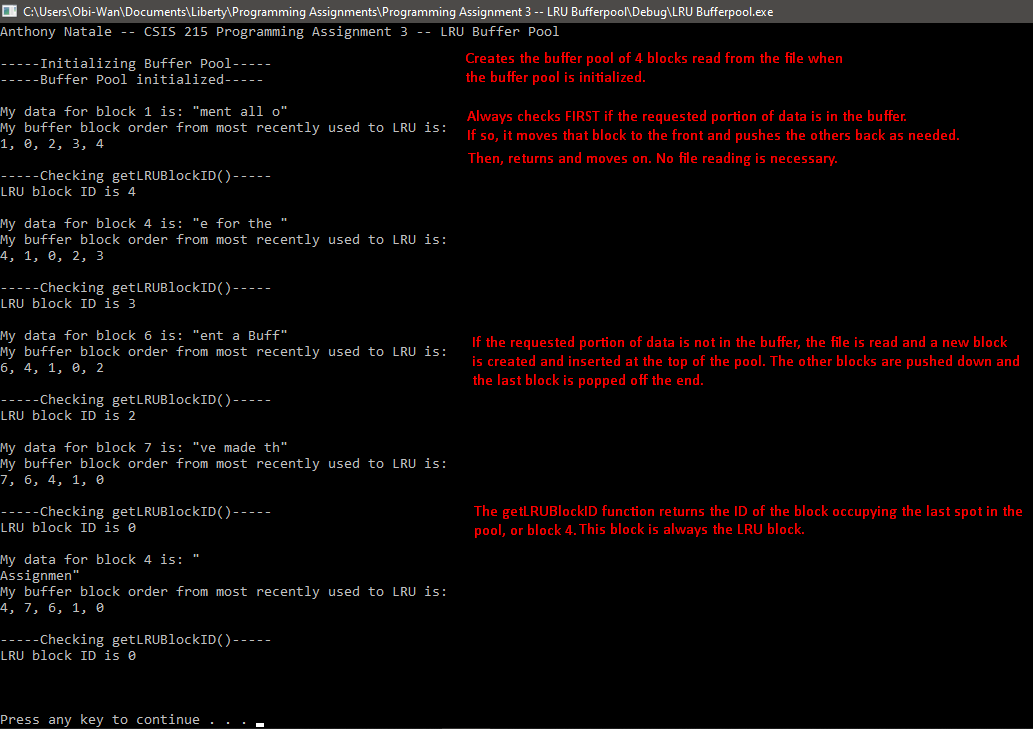 C:\Users\Obi-Wan\Documents\Liberty\Programming Assignments\Programming Assignment 3 -- LRU Bufferpool\Debug\LRU Bufferpool.exe
Anthony Natale -- CSIS 215 Programming Assignment 3 -- LRU Buffer Pool
-----Initializing Buffer Pool-----
-----Buffer Pool initialized-----
Creates the buffer pool of 4 blocks read from the file when
the buffer pool is initialized.
My data for block 1 is: "ment all o"
My buffer block order from most recently used to LRU is:
1, 0, 2, 3, 4
Always checks FIRST if the requested portion of data is in the buffer.
If so, it moves that block to the front and pushes the others back as needed.
Then, returns and moves on. No file reading is necessary.
-----Checking getLRUBlockID()-----
LRU block ID is 4
My data for block 4 is: "e for the "
My buffer block order from most recently used to LRU is:
4, 1, 0, 2, 3
-----Checking getLRUBlockID()-----
LRU block ID is 3
My data for block 6 is: "ent a Buff"
My buffer block order from most recently used to LRU is:
6, 4, 1, 0, 2
If the requested portion of data is not in the buffer, the file is read and a new block
is created and inserted at the top of the pool. The other blocks are pushed down and
the last block is popped off the end.
-----Checking getLRUBlockID()-----
LRU block ID is 2
My data for block 7 is: "ve made th"
My buffer block order from most recently used to LRU is:
7, 6, 4, 1, 0
-----Checking getLRUBlockID()-----
LRU block ID is 0
The getLRUBlockID function returns the ID of the block occupying the last spot in the
pool, or block 4. This block is always the LRU block.
My data for block 4 is: "
Assignmen"
My buffer block order from most recently used to LRU is:
4, 7, 6, 1, 0
-----Checking getLRUBlockID()-----
LRU block ID is 0
Press any key to continue . . .